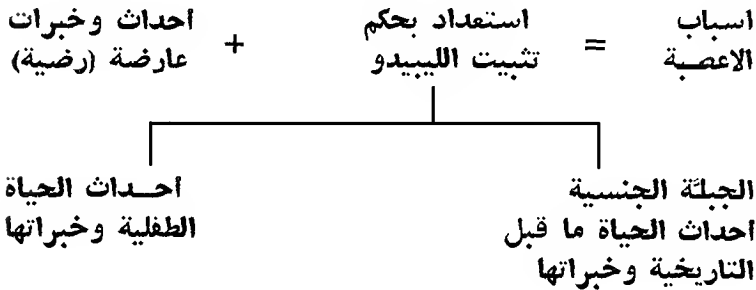 اسباب = استعداد بحكم + احداث وخبرات
الاعصبة تثبيت الليبيدو عارضة (رضية)
الجبلَّة الجنسية احداث الحياة
احداث الحياة ما قبل الطفلية وخبراتها
التاريخية وخبراتها